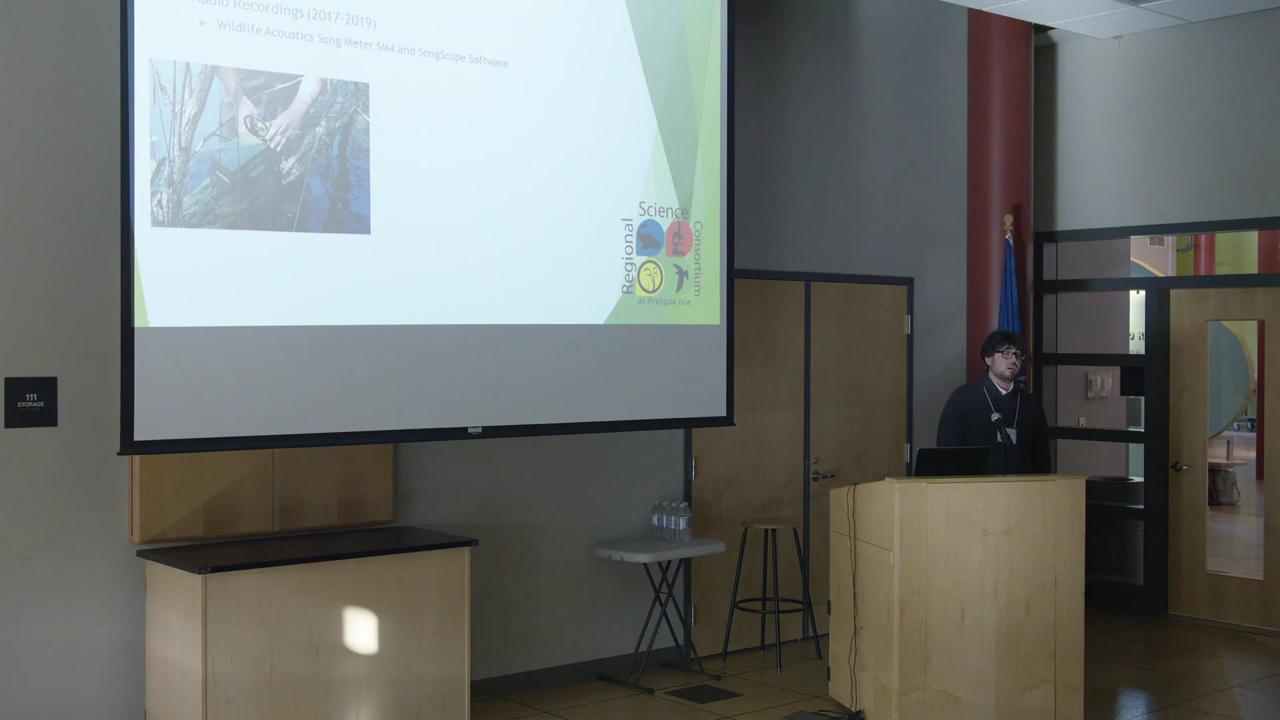 Audio Recordings (2017-2019)
Wildlife Acoustics Song Meter SM4 and SongScope Software
Regional
Science
Consortium
at Presque Isle
111
STORAGE